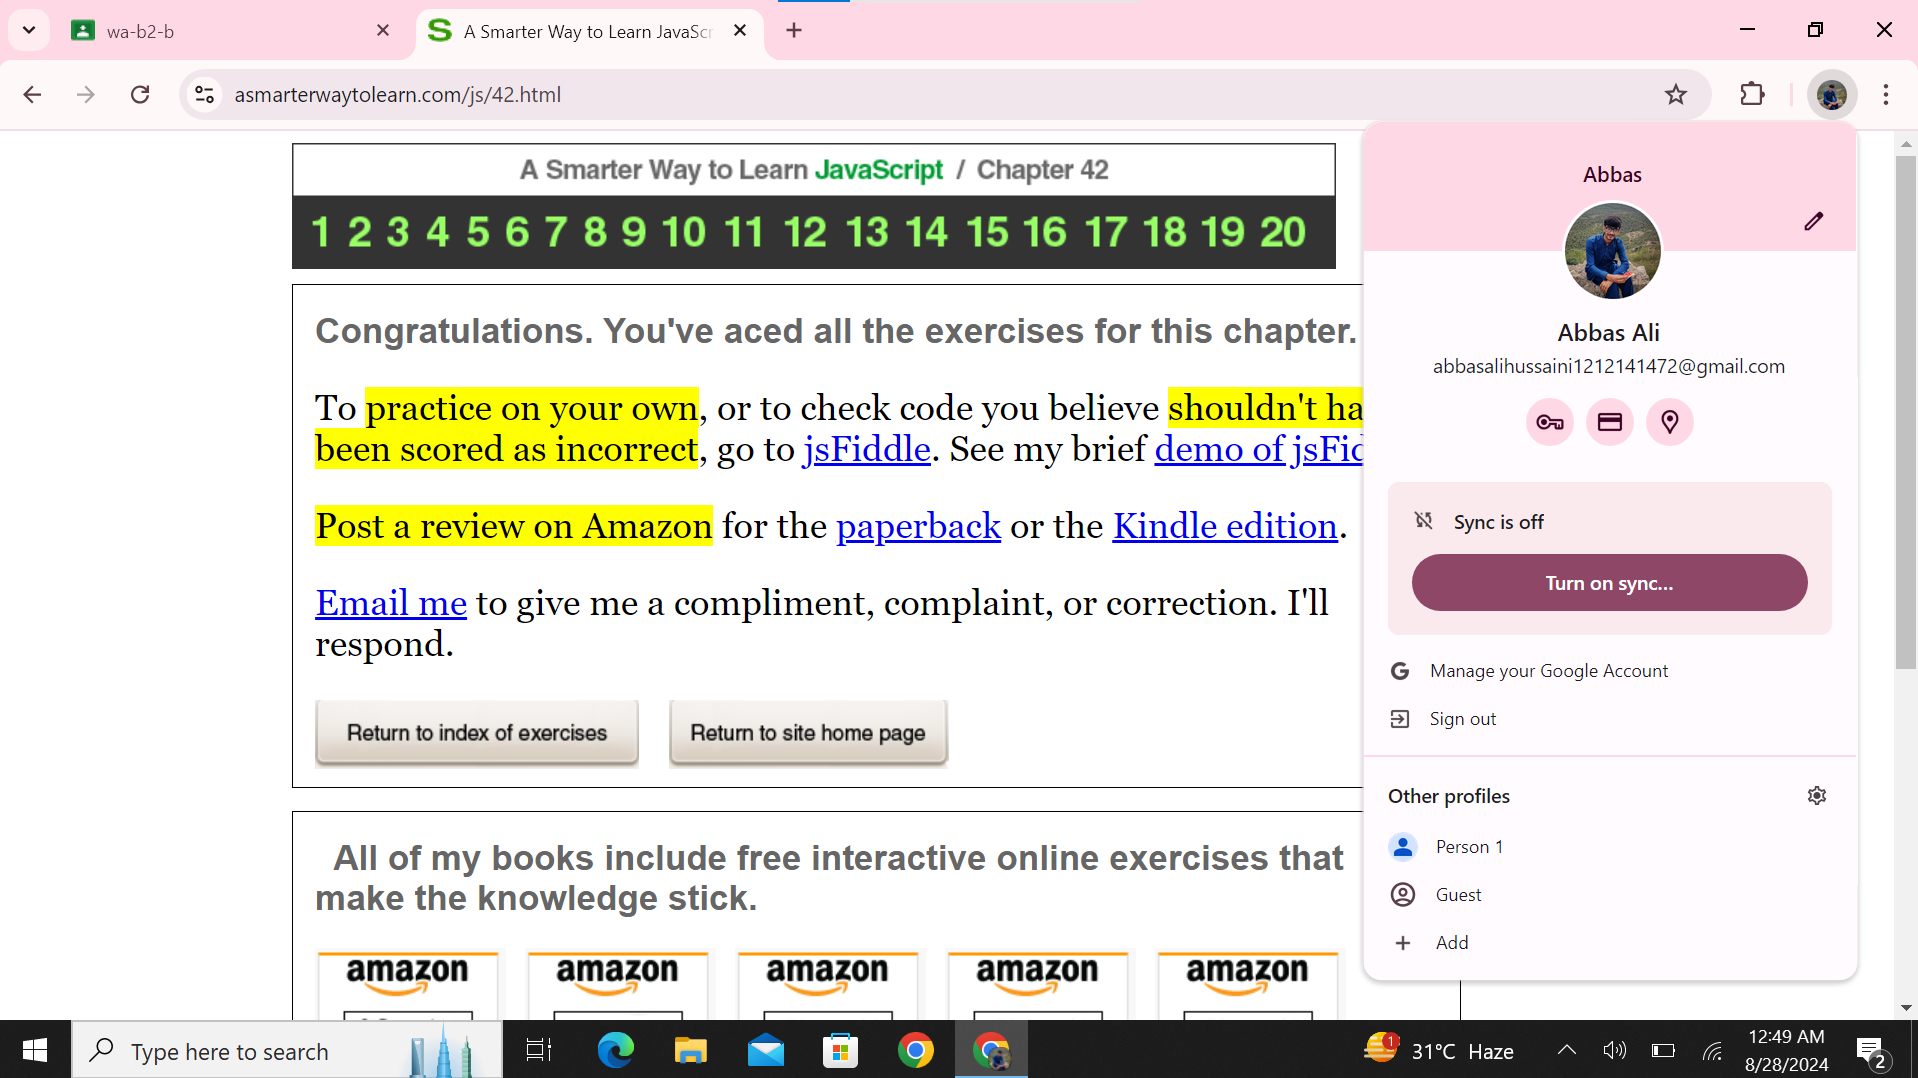 wa-b2-b
A Smarter Way to Learn JavaScr
asmarterwaytolearn.com/js/42.html
A Smarter Way to Learn JavaScript / Chapter 42
1 2 3 4 5 6 7 8 9 10 11 12 13 14 15 16 17 18 19 20
Congratulations. You've aced all the exercises for this chapter.
To practice on your own, or to check code you believe shouldn't ha
been scored as incorrect, go to jsFiddle. See my brief demo of jsFid
Post a review on Amazon for the paperback or the Kindle edition.
Email me to give me a compliment, complaint, or correction. I'll
respond.
Return to index of exercises
Return to site home page
All of my books include free interactive online exercises that
make the knowledge stick.
amazon amazon amazon amazon amazon
Abbas
Abbas Ali
abbasalihussaini1212141472@gmail.com
Sync is off
Turn on sync...
Manage your Google Account
Sign out
Other profiles
Person 1
Guest
Add
Type here to search
1
31°C Haze
12:49 AM
8/28/2024
2